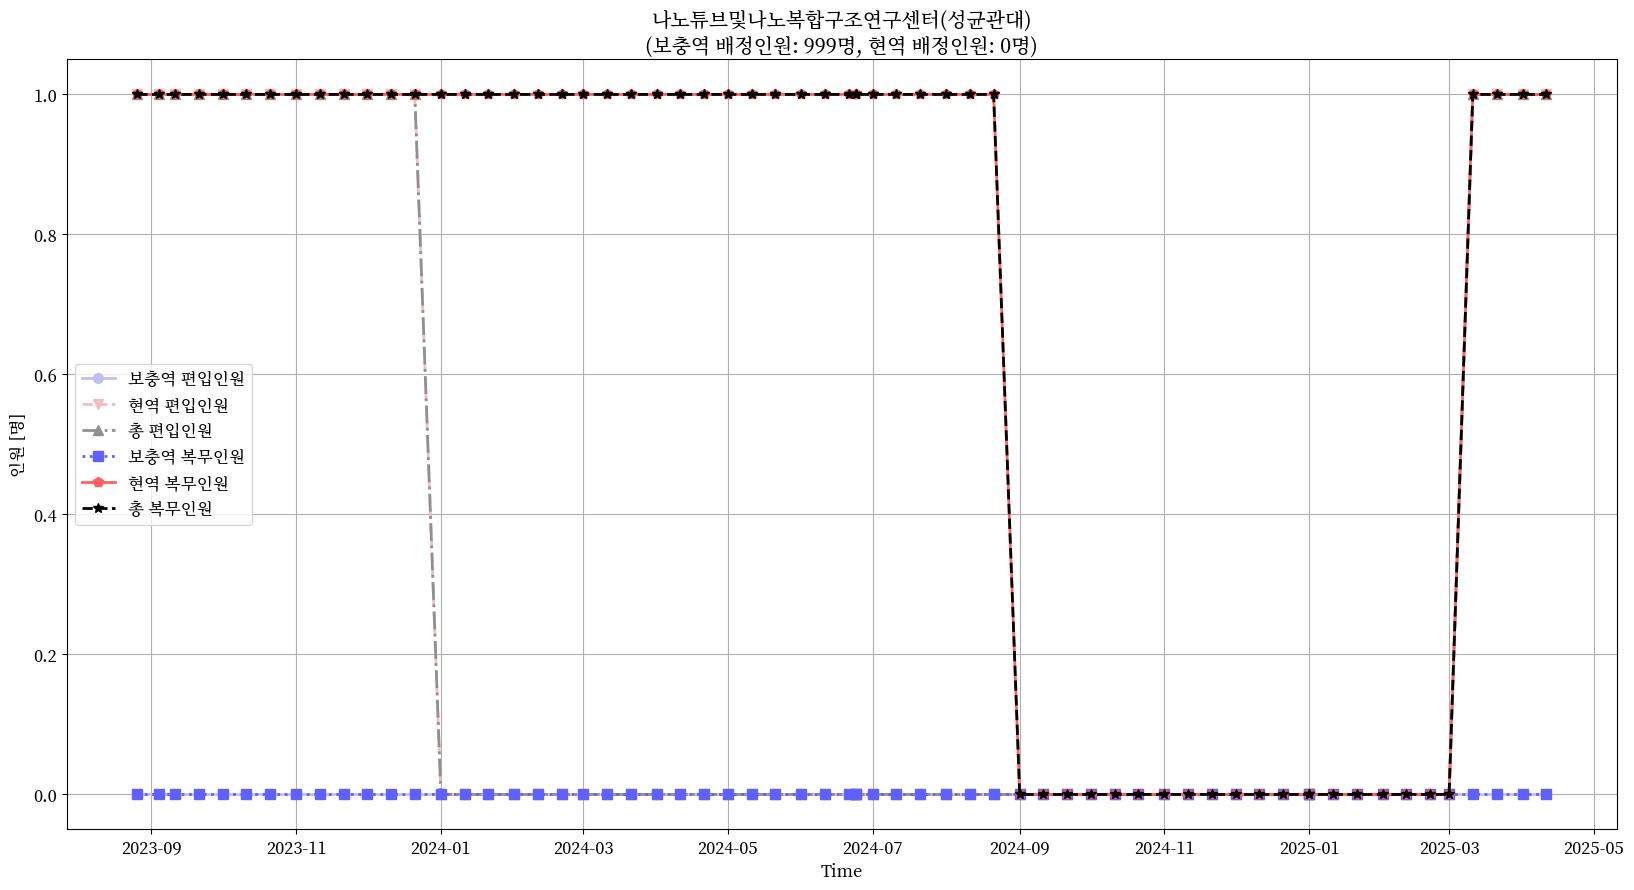 나노튜브및나노복합구조연구센터(성균관대)
(보충역 배정인원: 999명, 현역 배정인원: 0명)
1.0
0.8
0.6
0.4
0.2
0.0
인원 [명]
보충역 편입인원
현역 편입인원
총 편입인원
보충역 복무인원
현역 복무인원
총 복무인원
2023-09
2023-11
2024-01
2024-03
2024-05
2024-07
2024-09
2024-11
2025-01
2025-03
2025-05
Time